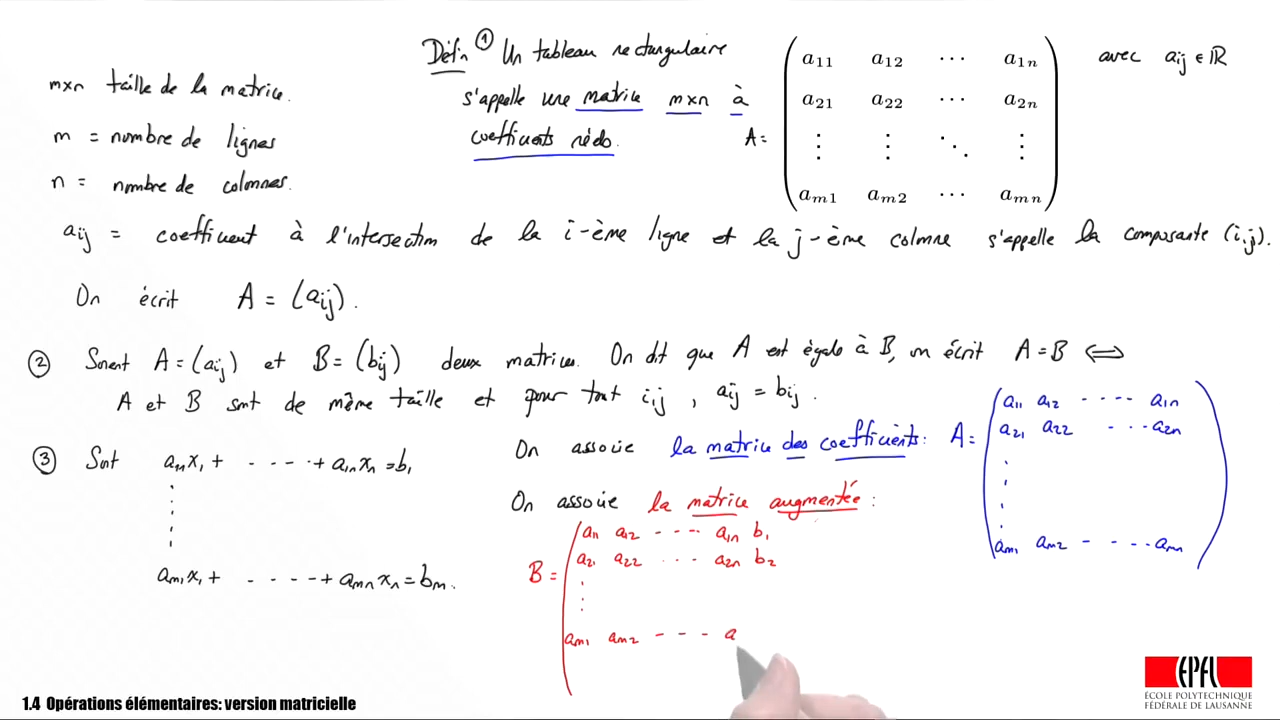 Défn ① Un tableau rectangulaire
s'appelle une matrice mxn à
coefficients réels.
A = ( a11 a12 ⋯ a1n
a21 a22 ⋯ a2n
⋮ ⋮ ⋱ ⋮
am1 am2 ⋯ amn )
avec aij ∈ ℝ
mxn taille de la matrice.
m = nombre de lignes
n = nombre de colonnes.
aij = coefficient à l'intersection de la i-ème ligne et la j-ème colonne s'appelle la composante (i,j).
On écrit A = (aij).
② Soient A = (aij) et B = (bij) deux matrices. On dit que A est égale à B, on écrit A = B ⟺
A et B sont de même taille et pour tout i,j , aij = bij.
③ Soit a11x1 + ----- + a1nxn = b1
⋮
am1x1 + ----- + amnxn = bm.
On associe la matrice des coefficients : A =
( a11 a12 ---- a1n
a21 a22 --- a2n
⋮
am1 am2 - --- amn )
On associe la matrice augmentée :
B = ( a11 a12 ---- a1n b1
a21 a22 ... a2n b2
⋮
am1 am2 --- a
1.4 Opérations élémentaires: version matricielle
EPFL
ÉCOLE POLYTECHNIQUE
FÉDÉRALE DE LAUSANNE